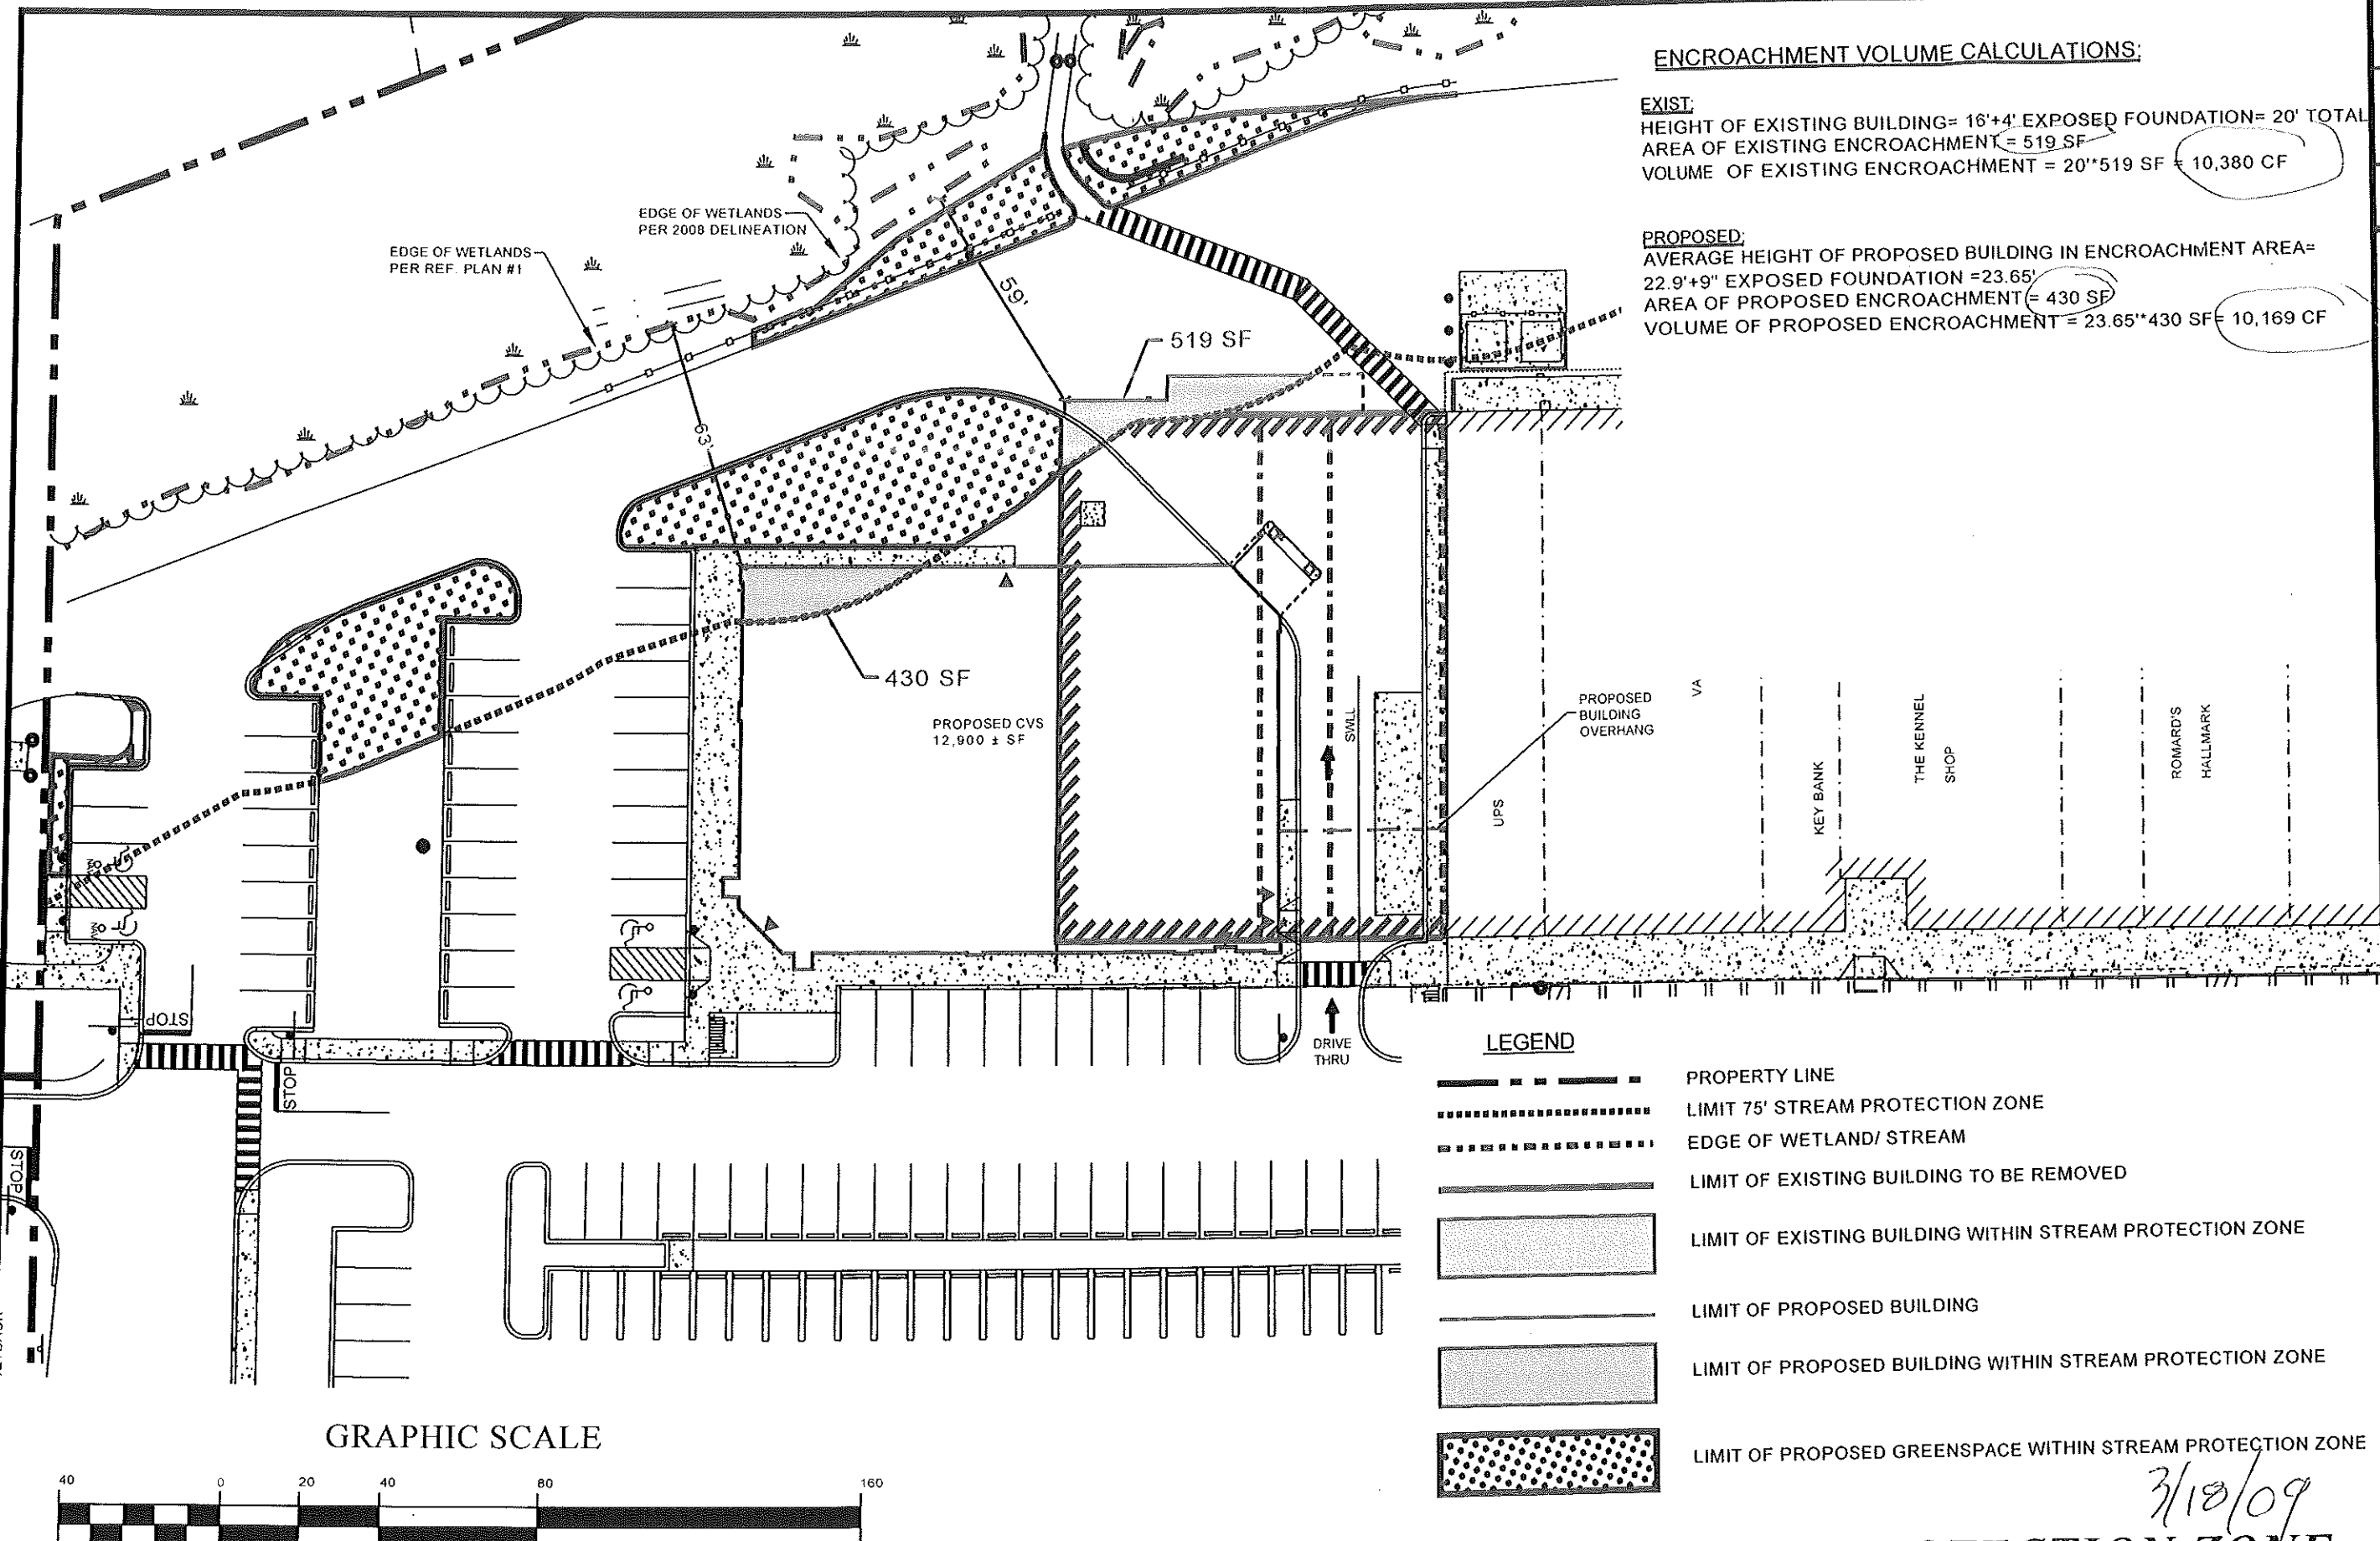 ENCROACHMENT VOLUME CALCULATIONS:
EXIST:
HEIGHT OF EXISTING BUILDING= 16'+4' EXPOSED FOUNDATION= 20' TOTAL
AREA OF EXISTING ENCROACHMENT = 519 SF
VOLUME OF EXISTING ENCROACHMENT = 20'*519 SF = 10,380 CF
PROPOSED:
AVERAGE HEIGHT OF PROPOSED BUILDING IN ENCROACHMENT AREA=
22.9'+9" EXPOSED FOUNDATION =23.65'
AREA OF PROPOSED ENCROACHMENT = 430 SF
VOLUME OF PROPOSED ENCROACHMENT = 23.65'*430 SF= 10,169 CF
EDGE OF WETLANDS
PER 2008 DELINEATION
EDGE OF WETLANDS
PER REF. PLAN #1
59'
63'
519 SF
430 SF
PROPOSED CVS
12,900 ± SF
SWLL
PROPOSED
BUILDING
OVERHANG
UPS
VA
KEY BANK
THE KENNEL
SHOP
ROMARD'S
HALLMARK
STOP
STOP
STOP
DRIVE
THRU
LEGEND
PROPERTY LINE
LIMIT 75' STREAM PROTECTION ZONE
EDGE OF WETLAND/ STREAM
LIMIT OF EXISTING BUILDING TO BE REMOVED
LIMIT OF EXISTING BUILDING WITHIN STREAM PROTECTION ZONE
LIMIT OF PROPOSED BUILDING
LIMIT OF PROPOSED BUILDING WITHIN STREAM PROTECTION ZONE
LIMIT OF PROPOSED GREENSPACE WITHIN STREAM PROTECTION ZONE
GRAPHIC SCALE
40 0 20 40 80 160
3/18/09
ZONE